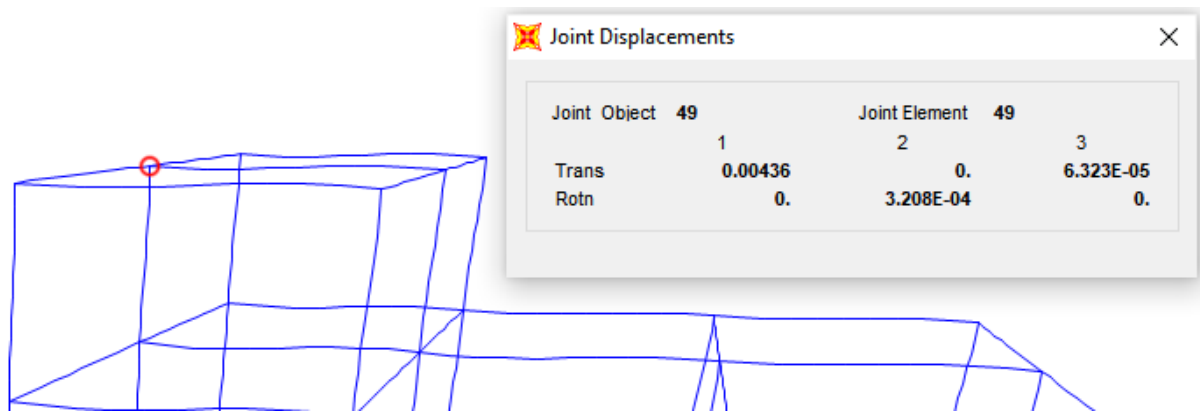 Joint Displacements
Joint Object 49 Joint Element 49
1 2 3
Trans 0.00436 0. 6.323E-05
Rotn 0. 3.208E-04 0.